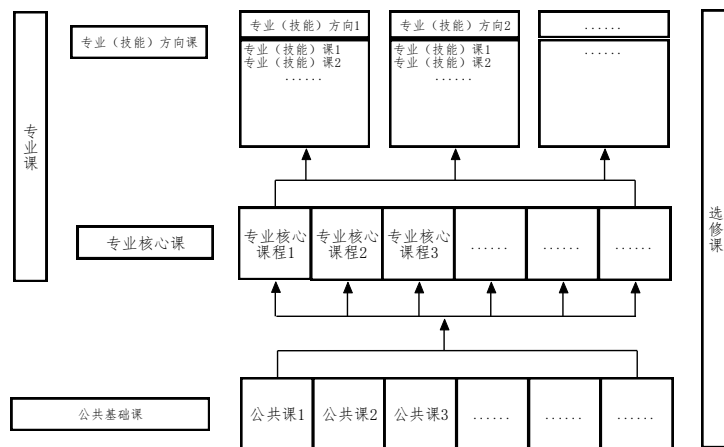 专业（技能）方向1
专业（技能）方向2
......
专业（技能）方向课
专业（技能）课1
专业（技能）课2
......
专业（技能）课1
专业（技能）课2
......
......
专业课
选修课
专业核心课
专业核心
课程1
专业核心
课程2
专业核心
课程3
......
......
......
公共基础课
公共课1
公共课2
公共课3
......
......
......